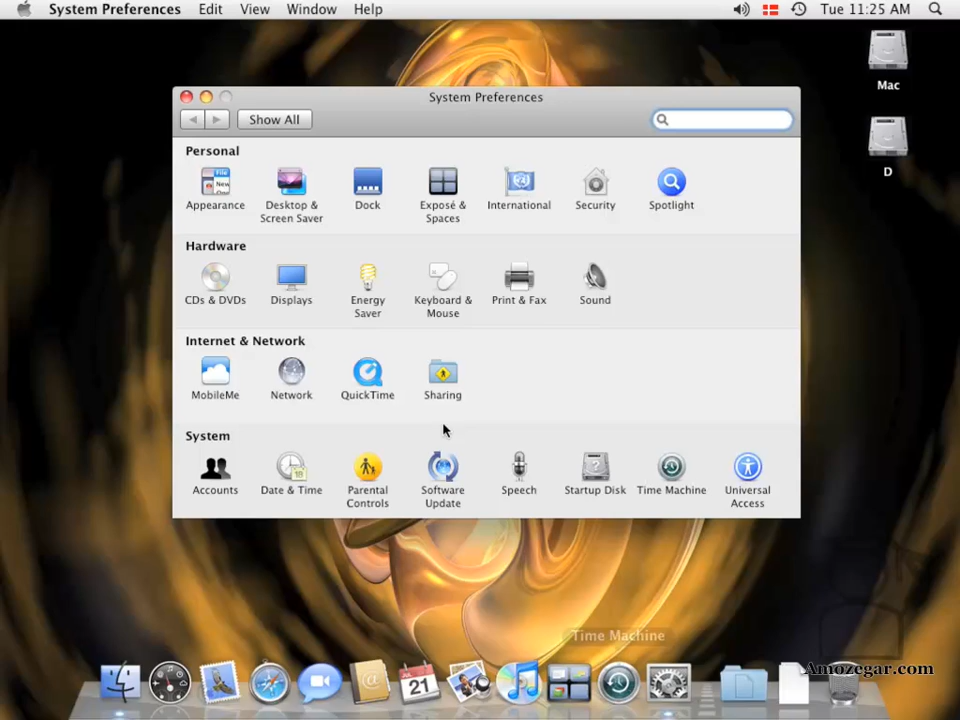 System Preferences Edit View Window Help Tue 11:25 AM
Mac
D
System Preferences
Show All
Personal
Appearance
Desktop &
Screen Saver
Dock
Exposé &
Spaces
International
Security
Spotlight
Hardware
CDs & DVDs
Displays
Energy
Saver
Keyboard &
Mouse
Print & Fax
Sound
Internet & Network
MobileMe
Network
QuickTime
Sharing
System
Accounts
Date & Time
Parental
Controls
Software
Update
Speech
Startup Disk
Time Machine
Universal
Access
Time Machine
21
Amozegar.com